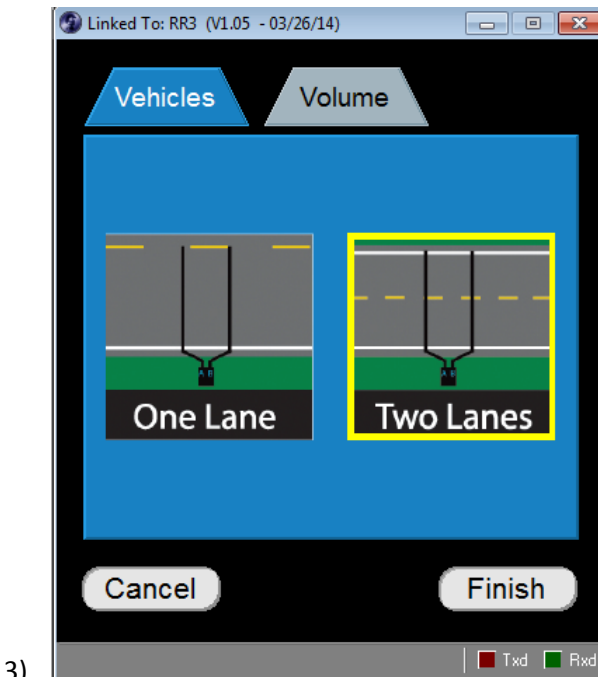 Linked To: RR3 (V1.05 - 03/26/14)
Vehicles Volume
A B A B
One Lane Two Lanes
Cancel Finish
Txd Rxd
3)